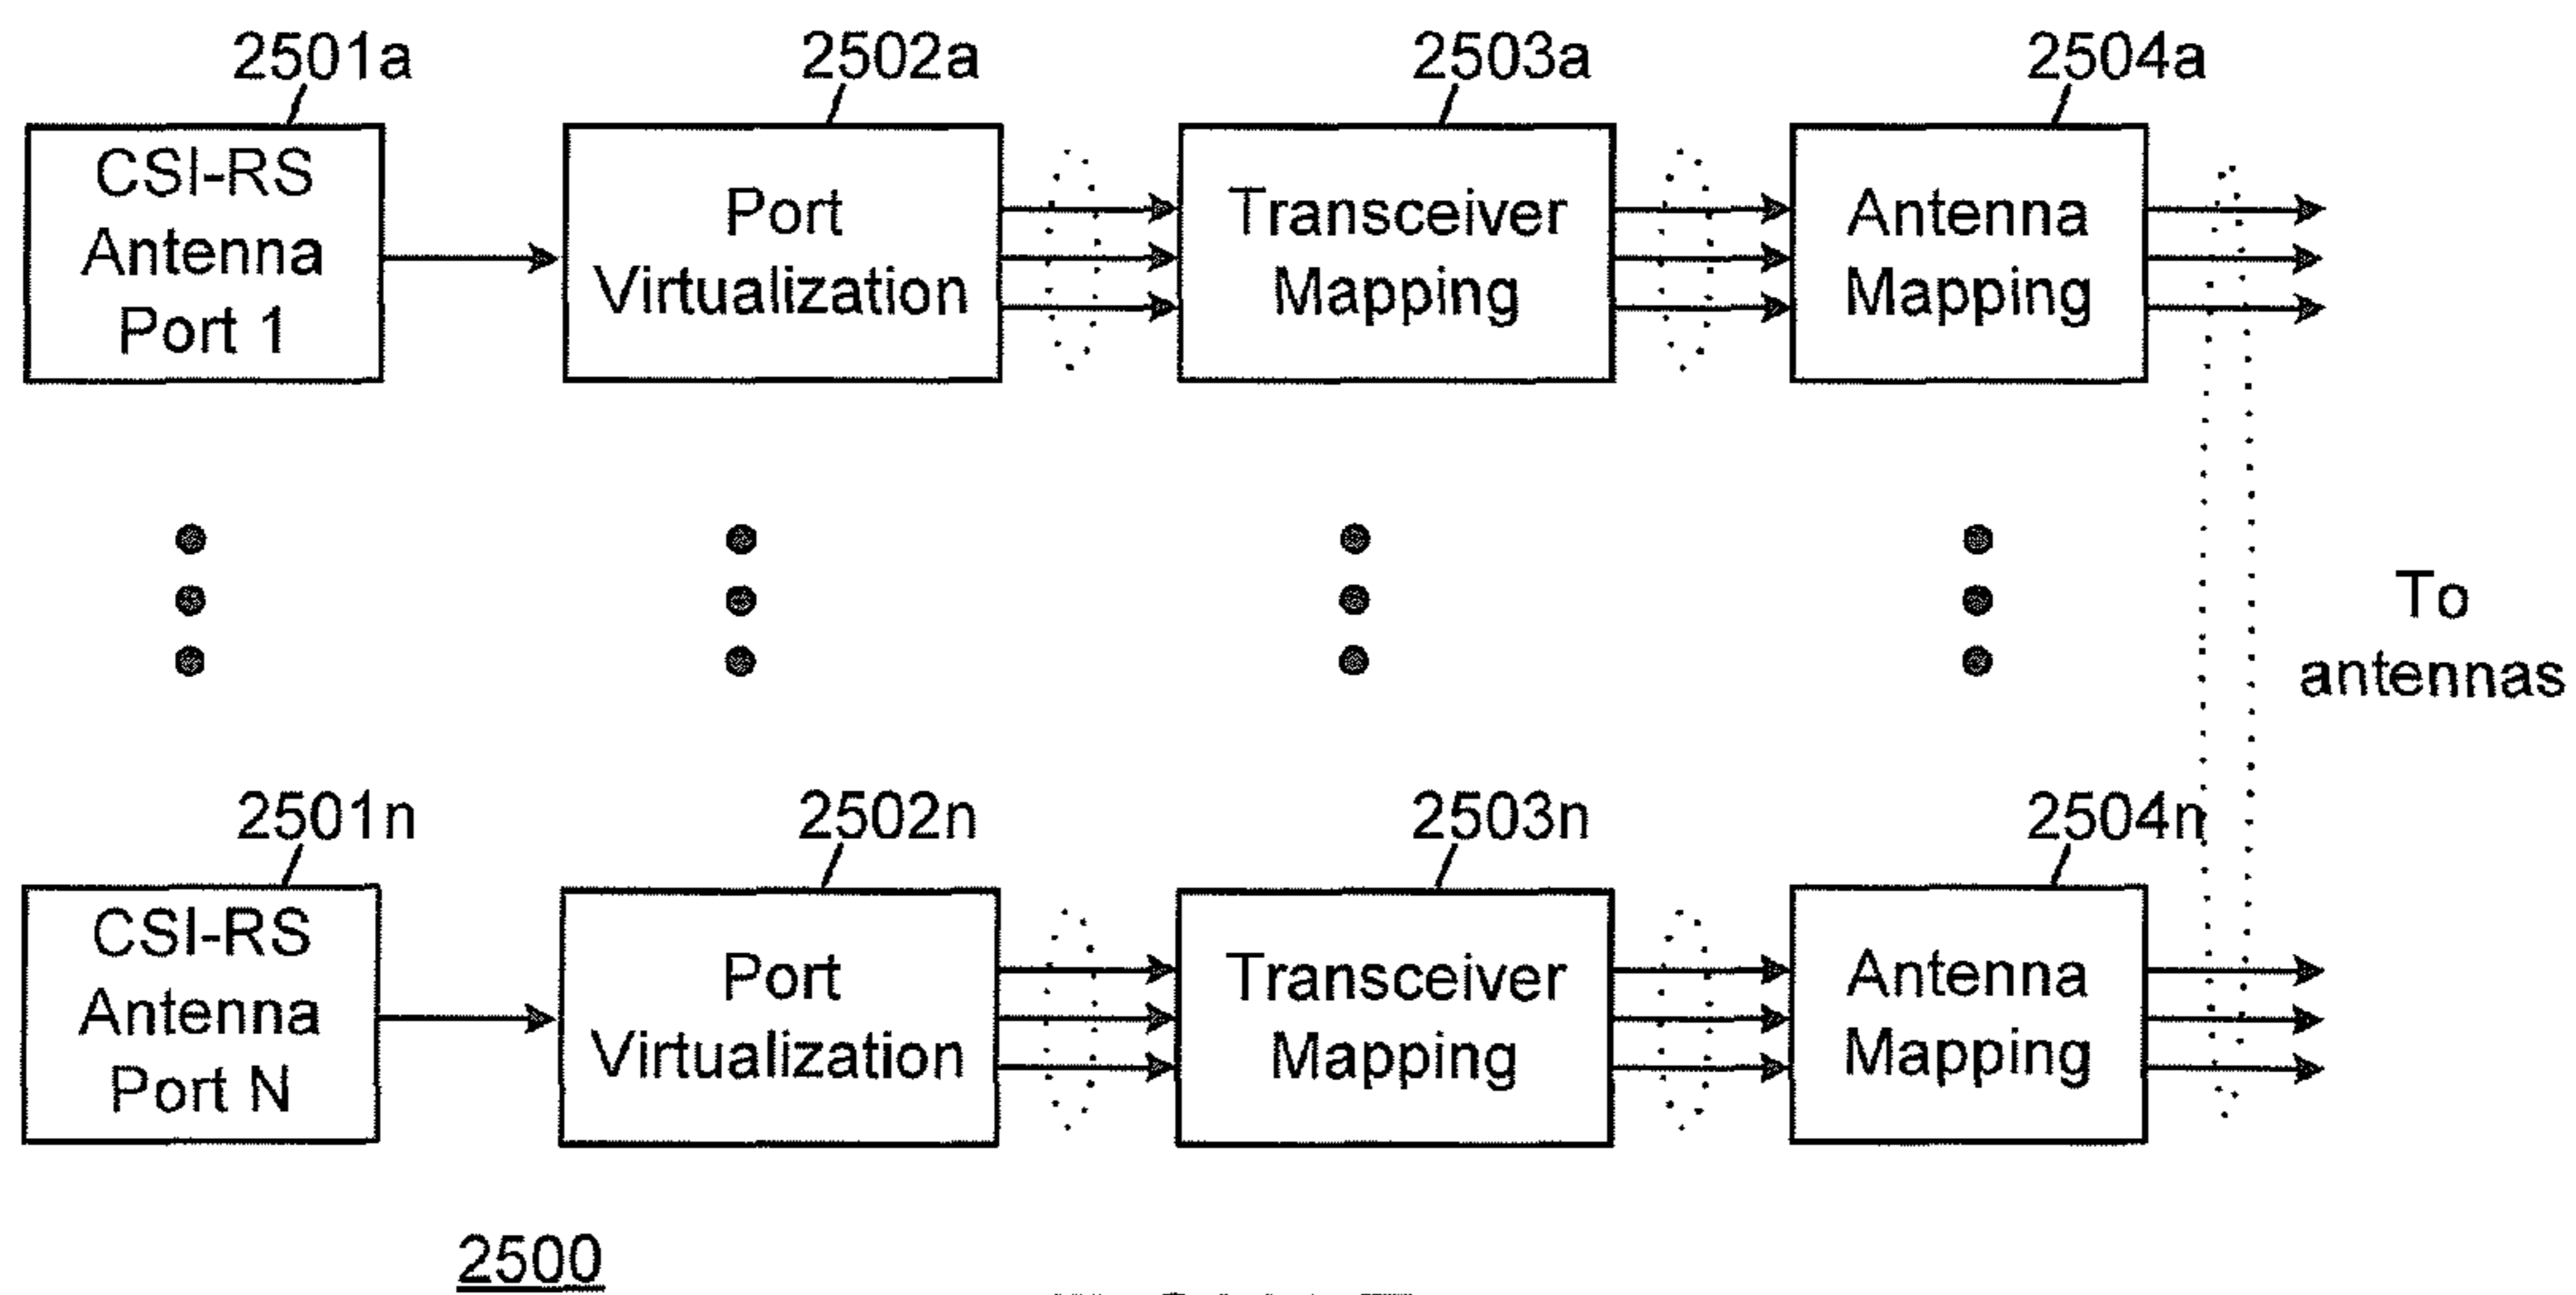 2501a
2502a
2503a
2504a
CSI-RS
Antenna
Port 1
Port
Virtualization
Transceiver
Mapping
Antenna
Mapping
To
antennas
2501n
2502n
2503n
2504n
CSI-RS
Antenna
Port N
Port
Virtualization
Transceiver
Mapping
Antenna
Mapping
2500